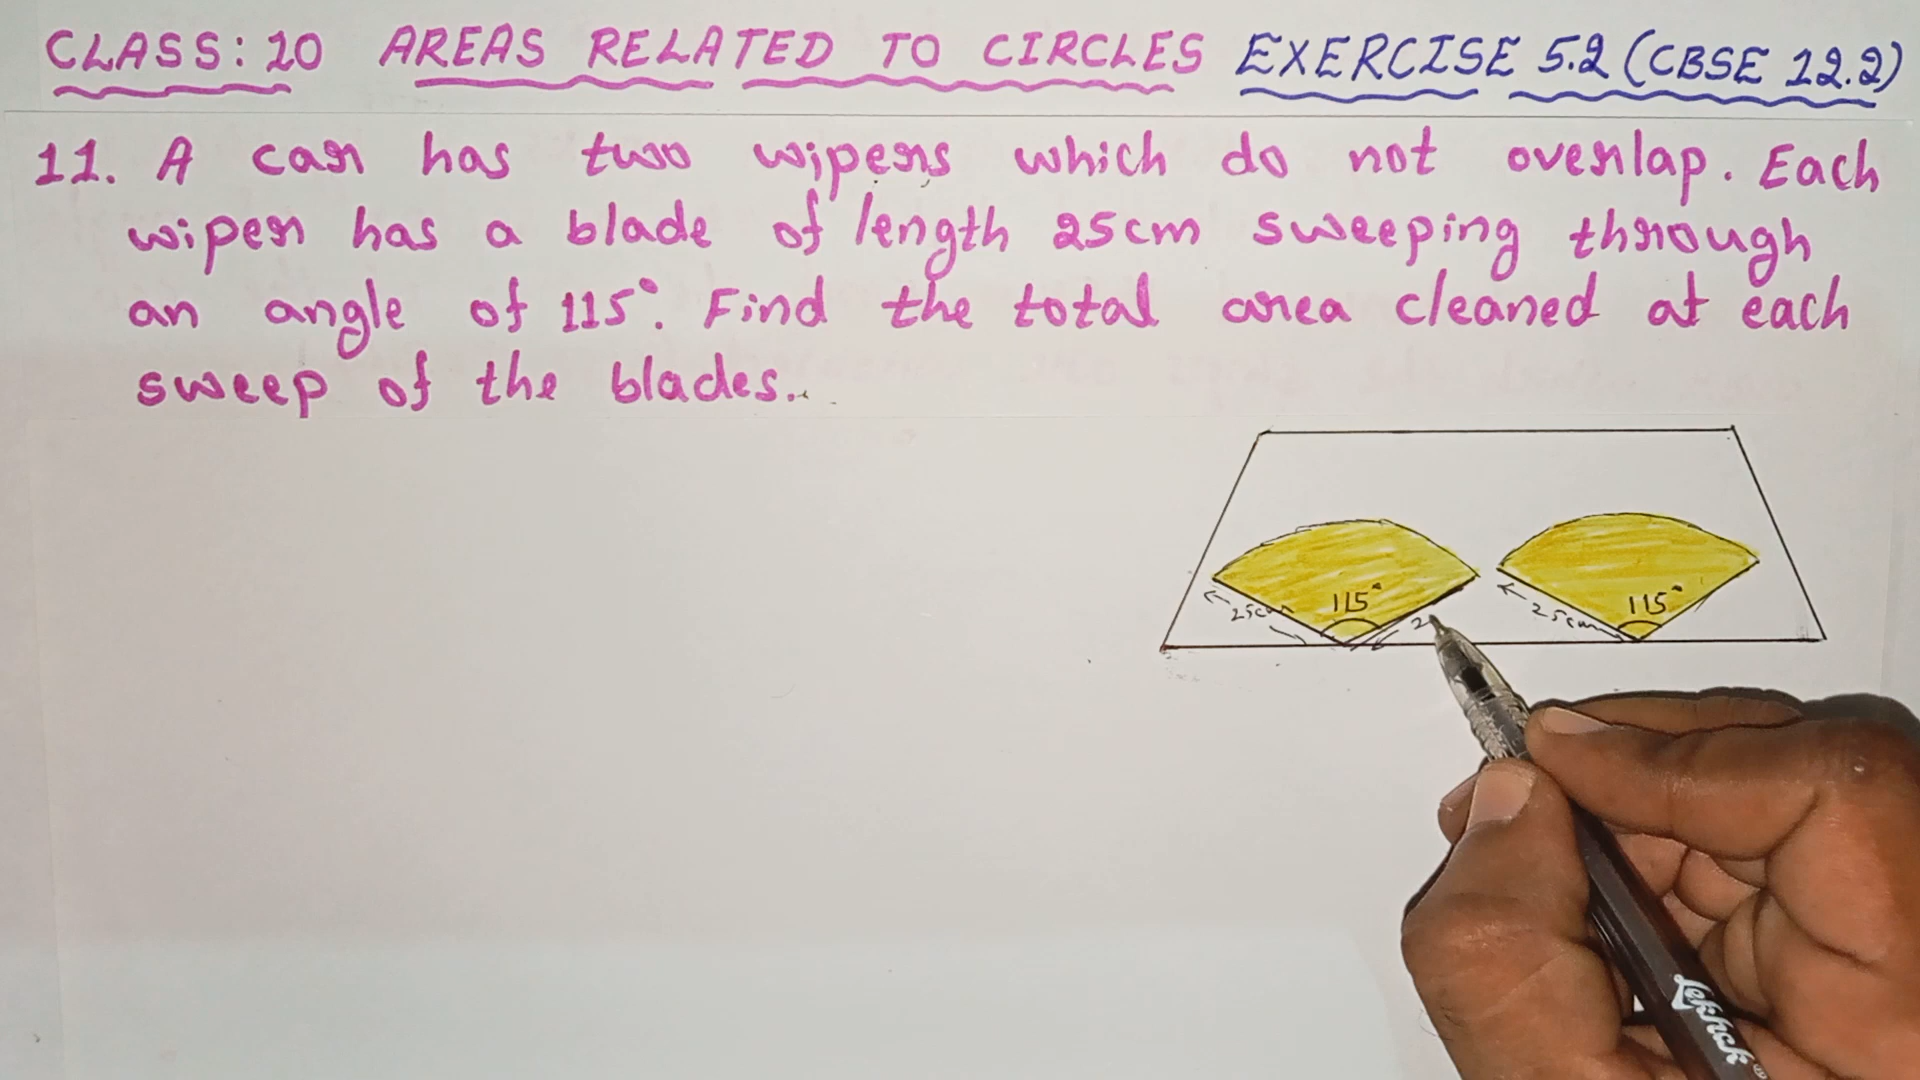 CLASS: 10 AREAS RELATED TO CIRCLES EXERCISE 5.2 (CBSE 12.2)
11. A car has two wipers which do not overlap. Each
wiper has a blade of length 25cm sweeping through
an angle of 115°. Find the total area cleaned at each
sweep of the blades.
115° 115°
25cm 25cm
Lekhak